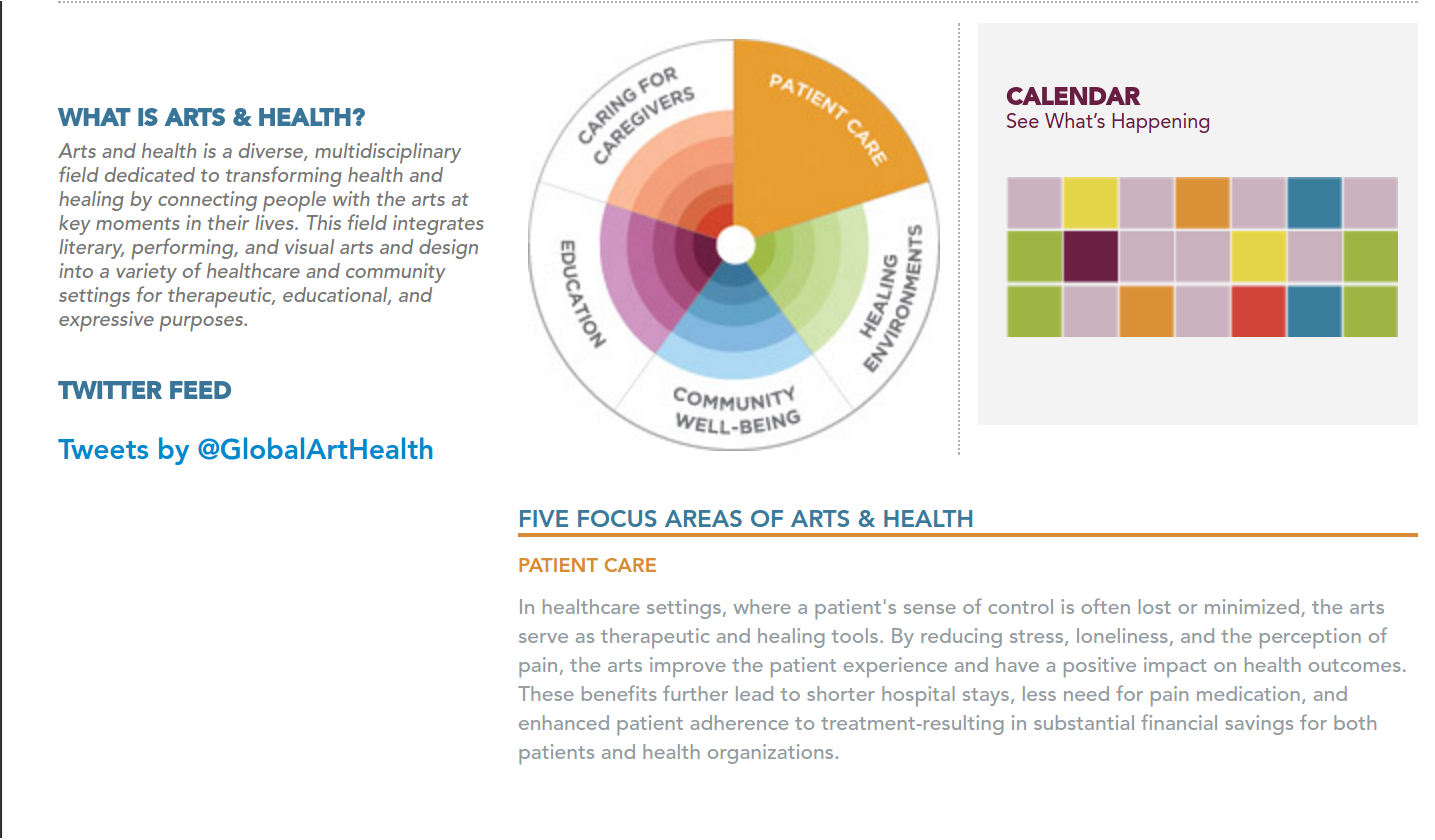 WHAT IS ARTS & HEALTH?
Arts and health is a diverse, multidisciplinary
field dedicated to transforming health and
healing by connecting people with the arts at
key moments in their lives. This field integrates
literary, performing, and visual arts and design
into a variety of healthcare and community
settings for therapeutic, educational, and
expressive purposes.
TWITTER FEED
Tweets by @GlobalArtHealth
CARING FOR
CAREGIVERS
PATIENT CARE
EDUCATION
HEALING
ENVIRONMENTS
COMMUNITY
WELL-BEING
CALENDAR
See What's Happening
FIVE FOCUS AREAS OF ARTS & HEALTH
PATIENT CARE
In healthcare settings, where a patient's sense of control is often lost or minimized, the arts
serve as therapeutic and healing tools. By reducing stress, loneliness, and the perception of
pain, the arts improve the patient experience and have a positive impact on health outcomes.
These benefits further lead to shorter hospital stays, less need for pain medication, and
enhanced patient adherence to treatment-resulting in substantial financial savings for both
patients and health organizations.